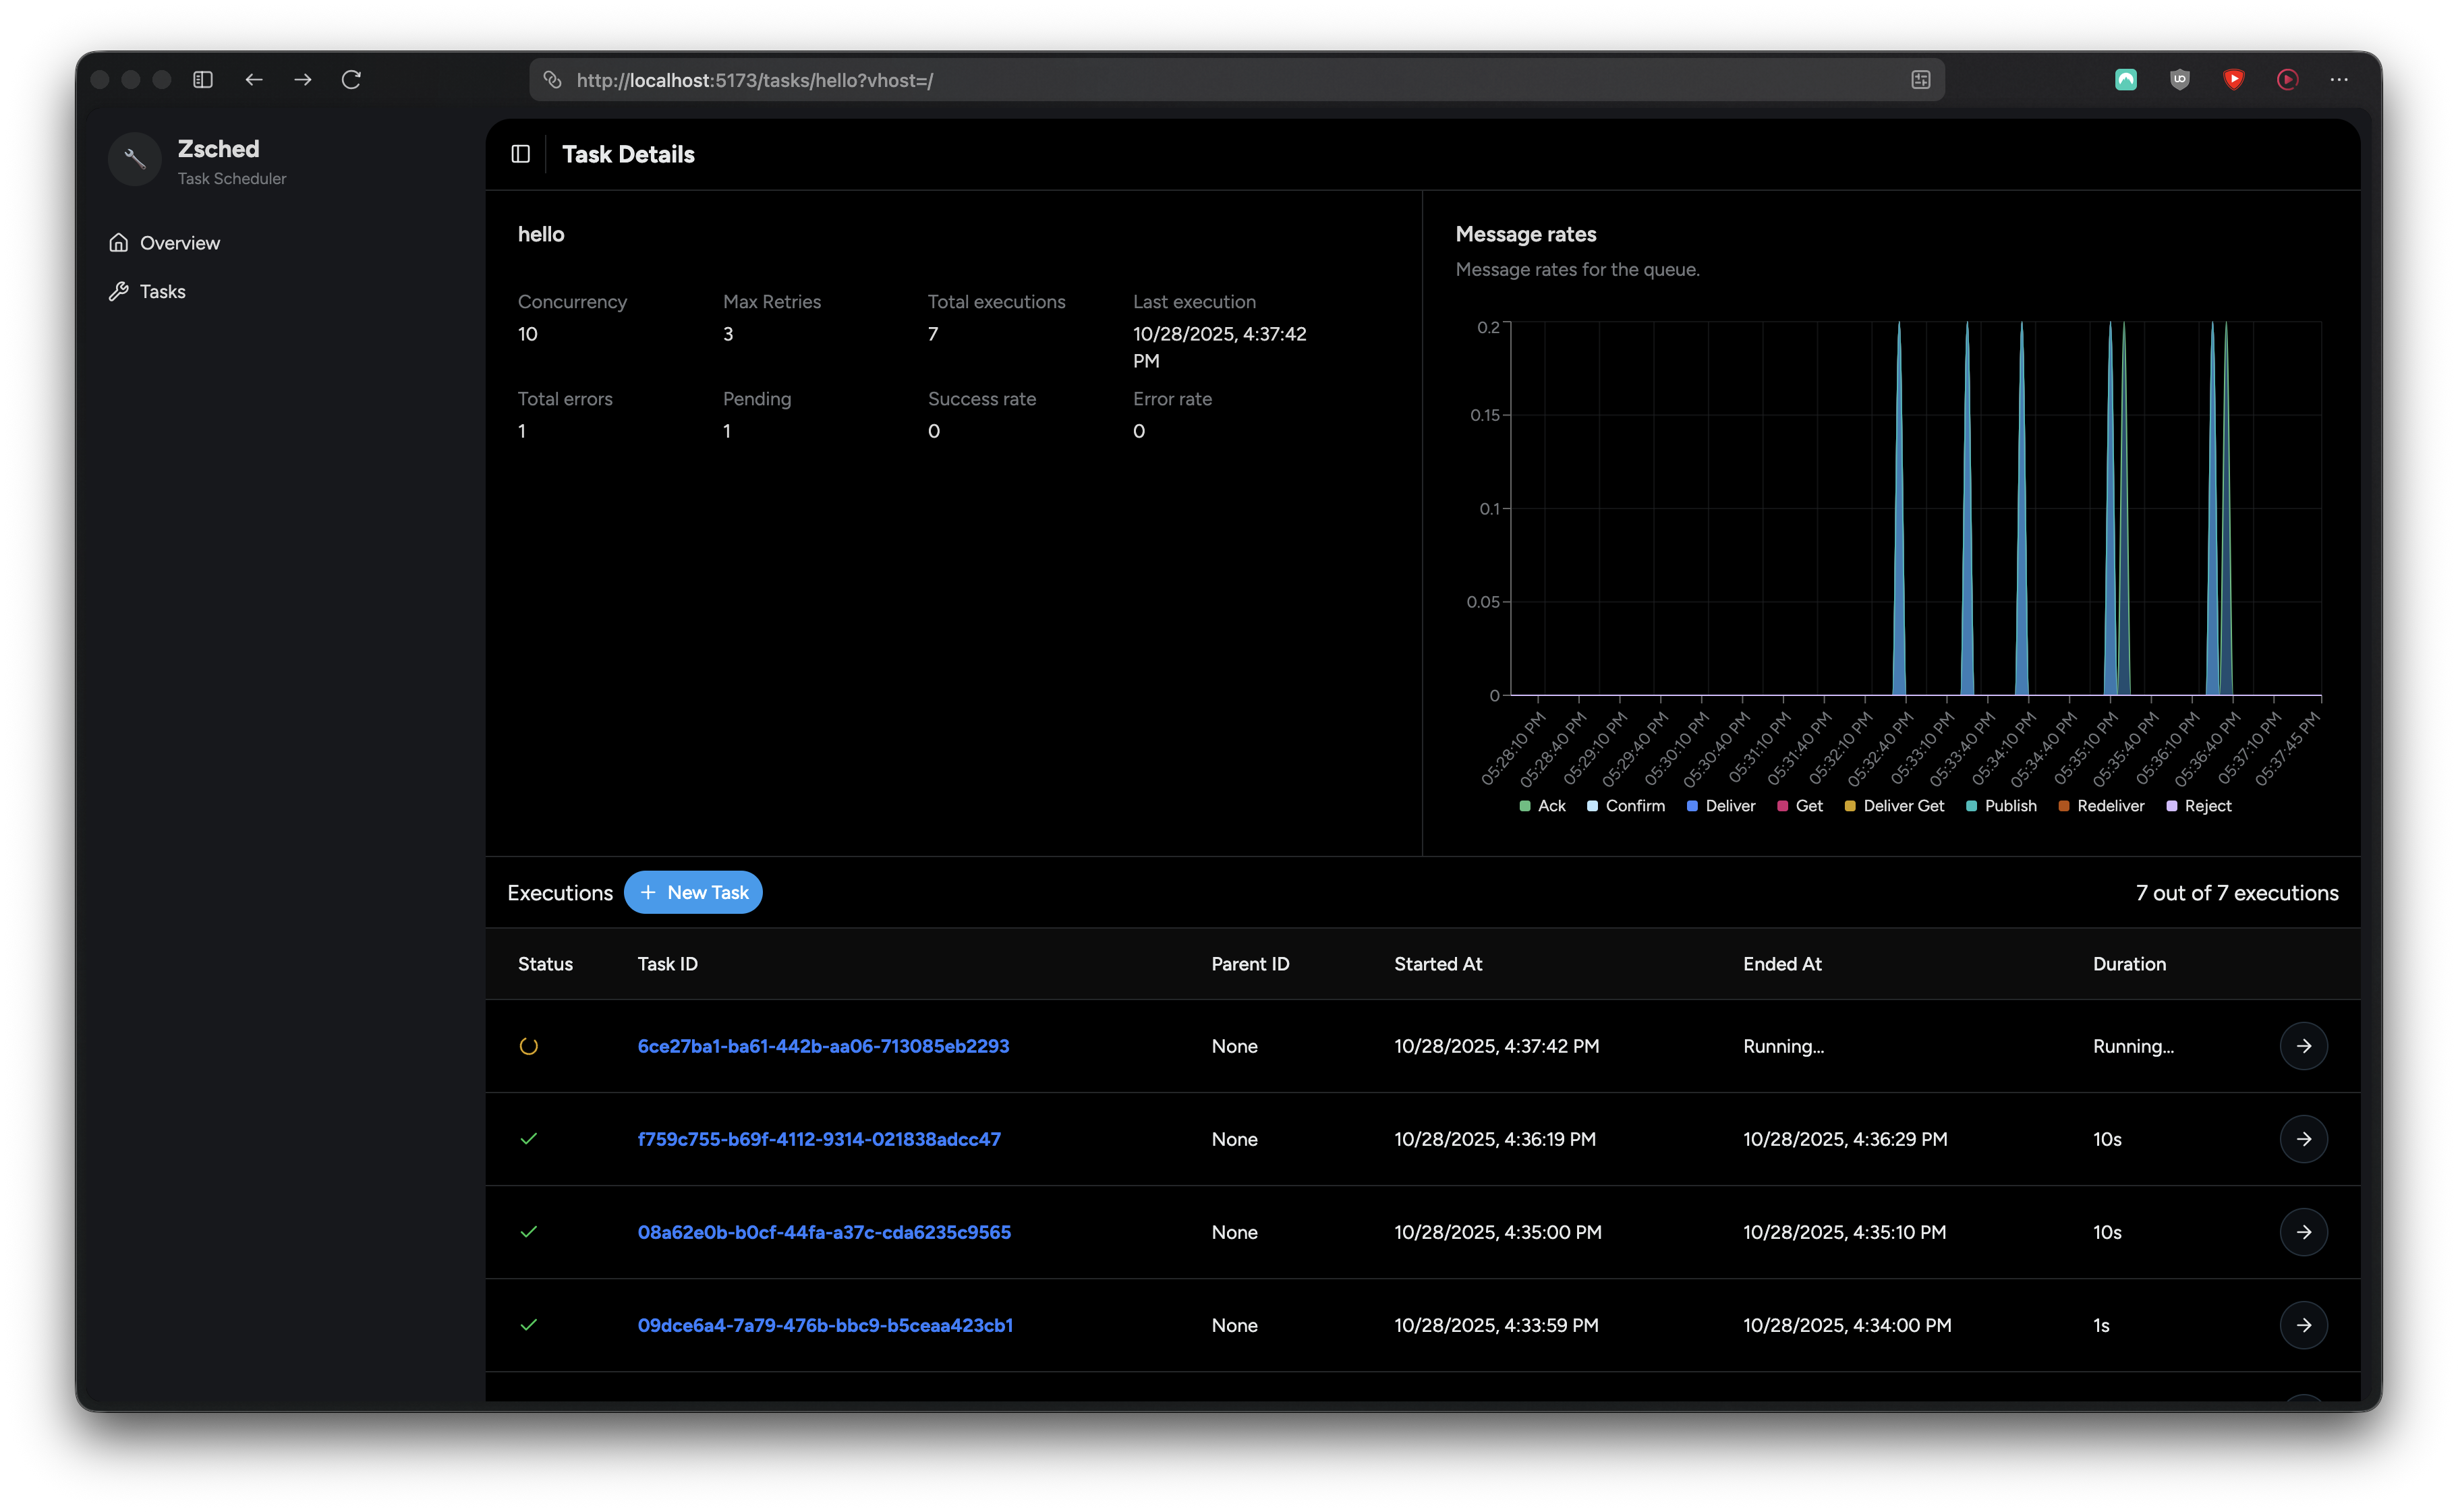 http://localhost:5173/tasks/hello?vhost=/
Zsched
Task Scheduler
Overview
Tasks
Task Details
hello
Concurrency Max Retries Total executions Last execution
10 3 7 10/28/2025, 4:37:42
PM
Total errors Pending Success rate Error rate
1 1 0 0
Message rates
Message rates for the queue.
0.2
0.15
0.1
0.05
0
05:28:10 PM 05:28:40 PM 05:29:10 PM 05:29:40 PM 05:30:10 PM 05:30:40 PM 05:31:10 PM 05:31:40 PM 05:32:10 PM 05:32:40 PM 05:33:10 PM 05:33:40 PM 05:34:10 PM 05:34:40 PM 05:35:10 PM 05:35:40 PM 05:36:10 PM 05:36:40 PM 05:37:10 PM 05:37:45 PM
Ack Confirm Deliver Get Deliver Get Publish Redeliver Reject
Executions + New Task 7 out of 7 executions
Status Task ID Parent ID Started At Ended At Duration
6ce27ba1-ba61-442b-aa06-713085eb2293 None 10/28/2025, 4:37:42 PM Running... Running...
f759c755-b69f-4112-9314-021838adcc47 None 10/28/2025, 4:36:19 PM 10/28/2025, 4:36:29 PM 10s
08a62e0b-b0cf-44fa-a37c-cda6235c9565 None 10/28/2025, 4:35:00 PM 10/28/2025, 4:35:10 PM 10s
09dce6a4-7a79-476b-bbc9-b5ceaa423cb1 None 10/28/2025, 4:33:59 PM 10/28/2025, 4:34:00 PM 1s